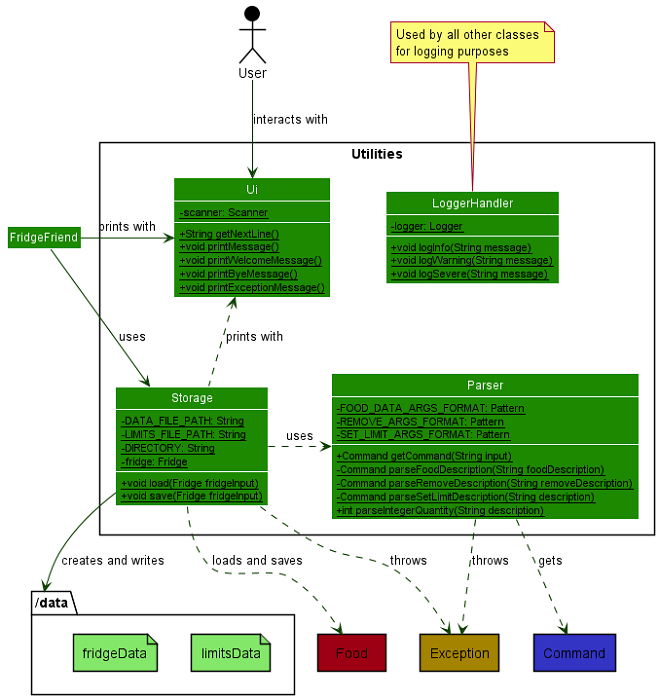 Used by all other classes
for logging purposes
User
interacts with
Utilities
Ui
-scanner: Scanner
+String getNextLine()
+void printMessage()
+void printWelcomeMessage()
+void printByeMessage()
+void printExceptionMessage()
LoggerHandler
-logger: Logger
+void logInfo(String message)
+void logWarning(String message)
+void logSevere(String message)
FridgeFriend
prints with
uses
prints with
Storage
-DATA_FILE_PATH: String
-LIMITS_FILE_PATH: String
-DIRECTORY: String
-fridge: Fridge
+void load(Fridge fridgeInput)
+void save(Fridge fridgeInput)
uses
Parser
-FOOD_DATA_ARGS_FORMAT: Pattern
-REMOVE_ARGS_FORMAT: Pattern
-SET_LIMIT_ARGS_FORMAT: Pattern
+Command getCommand(String input)
-Command parseFoodDescription(String foodDescription)
-Command parseRemoveDescription(String removeDescription)
-Command parseSetLimitDescription(String description)
+int parseIntegerQuantity(String description)
creates and writes
loads and saves
throws
throws
gets
/data
fridgeData
limitsData
Food
Exception
Command